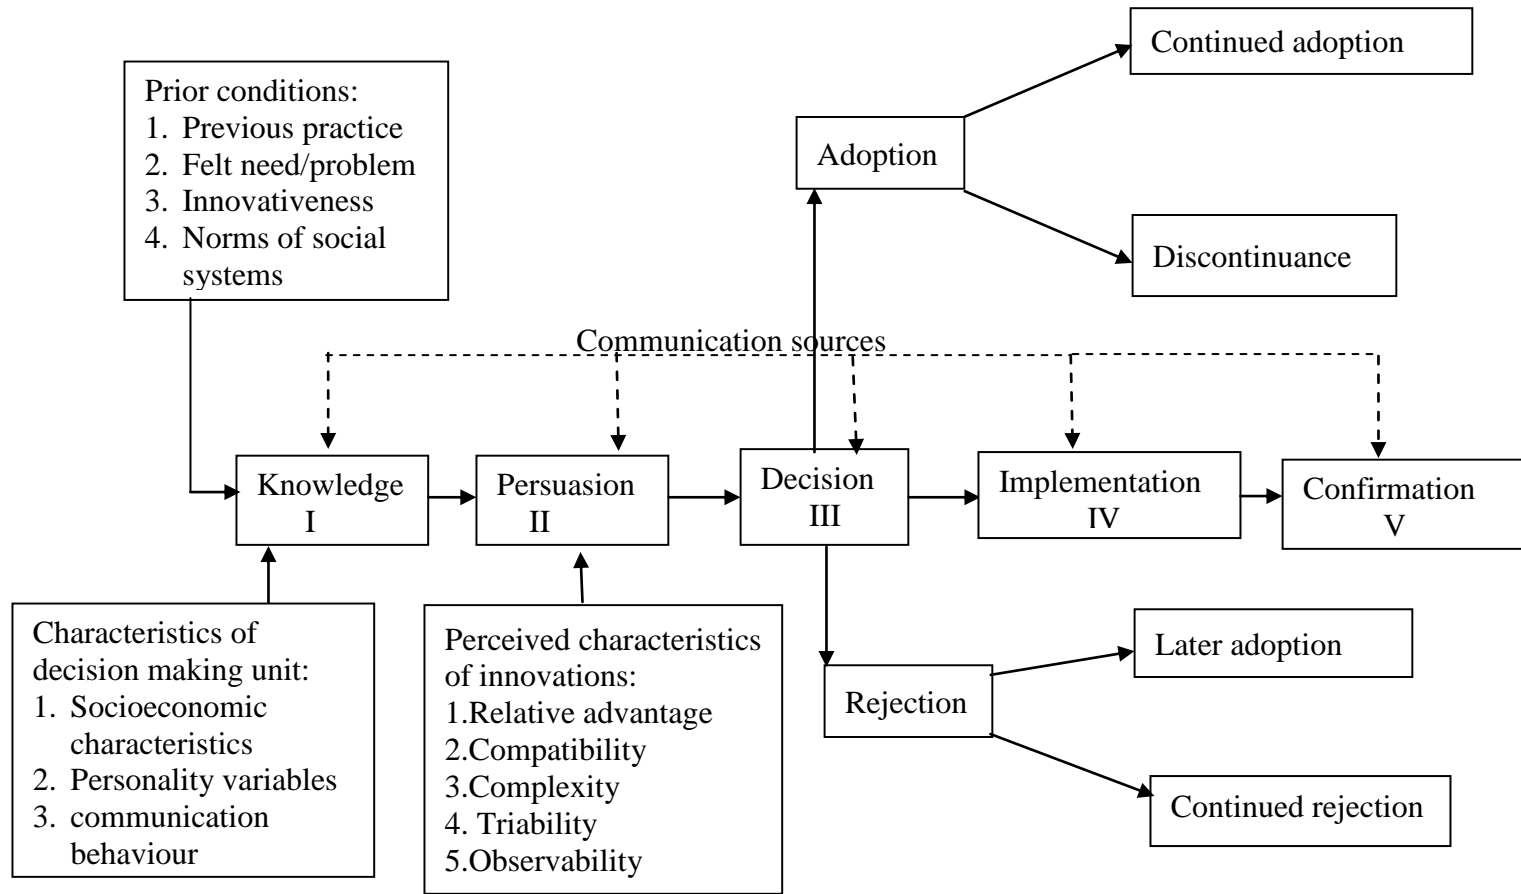 Continued adoption
Prior conditions:
1. Previous practice
2. Felt need/problem
3. Innovativeness
4. Norms of social
systems
Adoption
Discontinuance
Communication sources
Knowledge
I
Persuasion
II
Decision
III
Implementation
IV
Confirmation
V
Characteristics of
decision making unit:
1. Socioeconomic
characteristics
2. Personality variables
3. communication
behaviour
Perceived characteristics
of innovations:
1.Relative advantage
2.Compatibility
3.Complexity
4. Triability
5.Observability
Later adoption
Rejection
Continued rejection